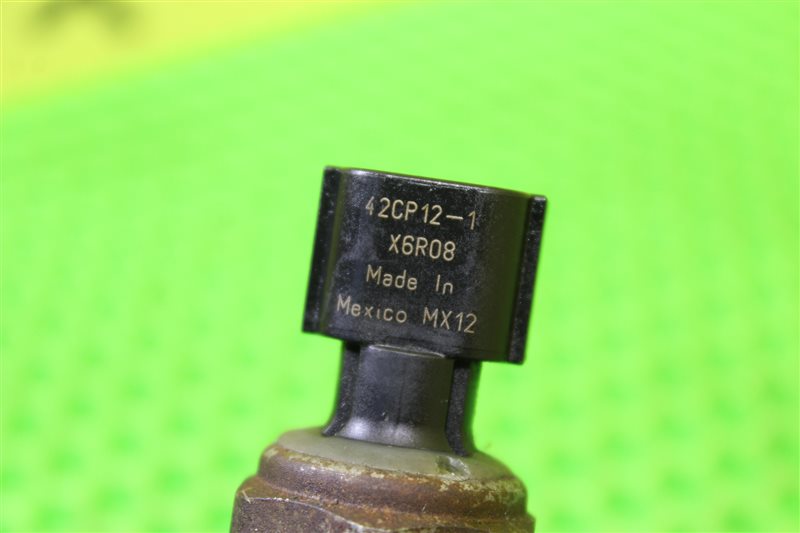 42CP12-1
X6R08
Made In
Mexico MX12